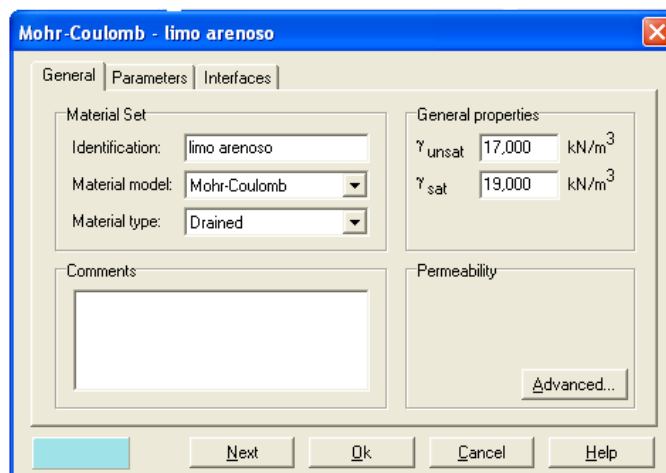 Mohr-Coulomb - limo arenoso
General Parameters Interfaces
Material Set
Identification: limo arenoso
Material model: Mohr-Coulomb
Material type: Drained
General properties
γunsat 17,000 kN/m³
γsat 19,000 kN/m³
Comments
Permeability
Advanced...
Next Ok Cancel Help